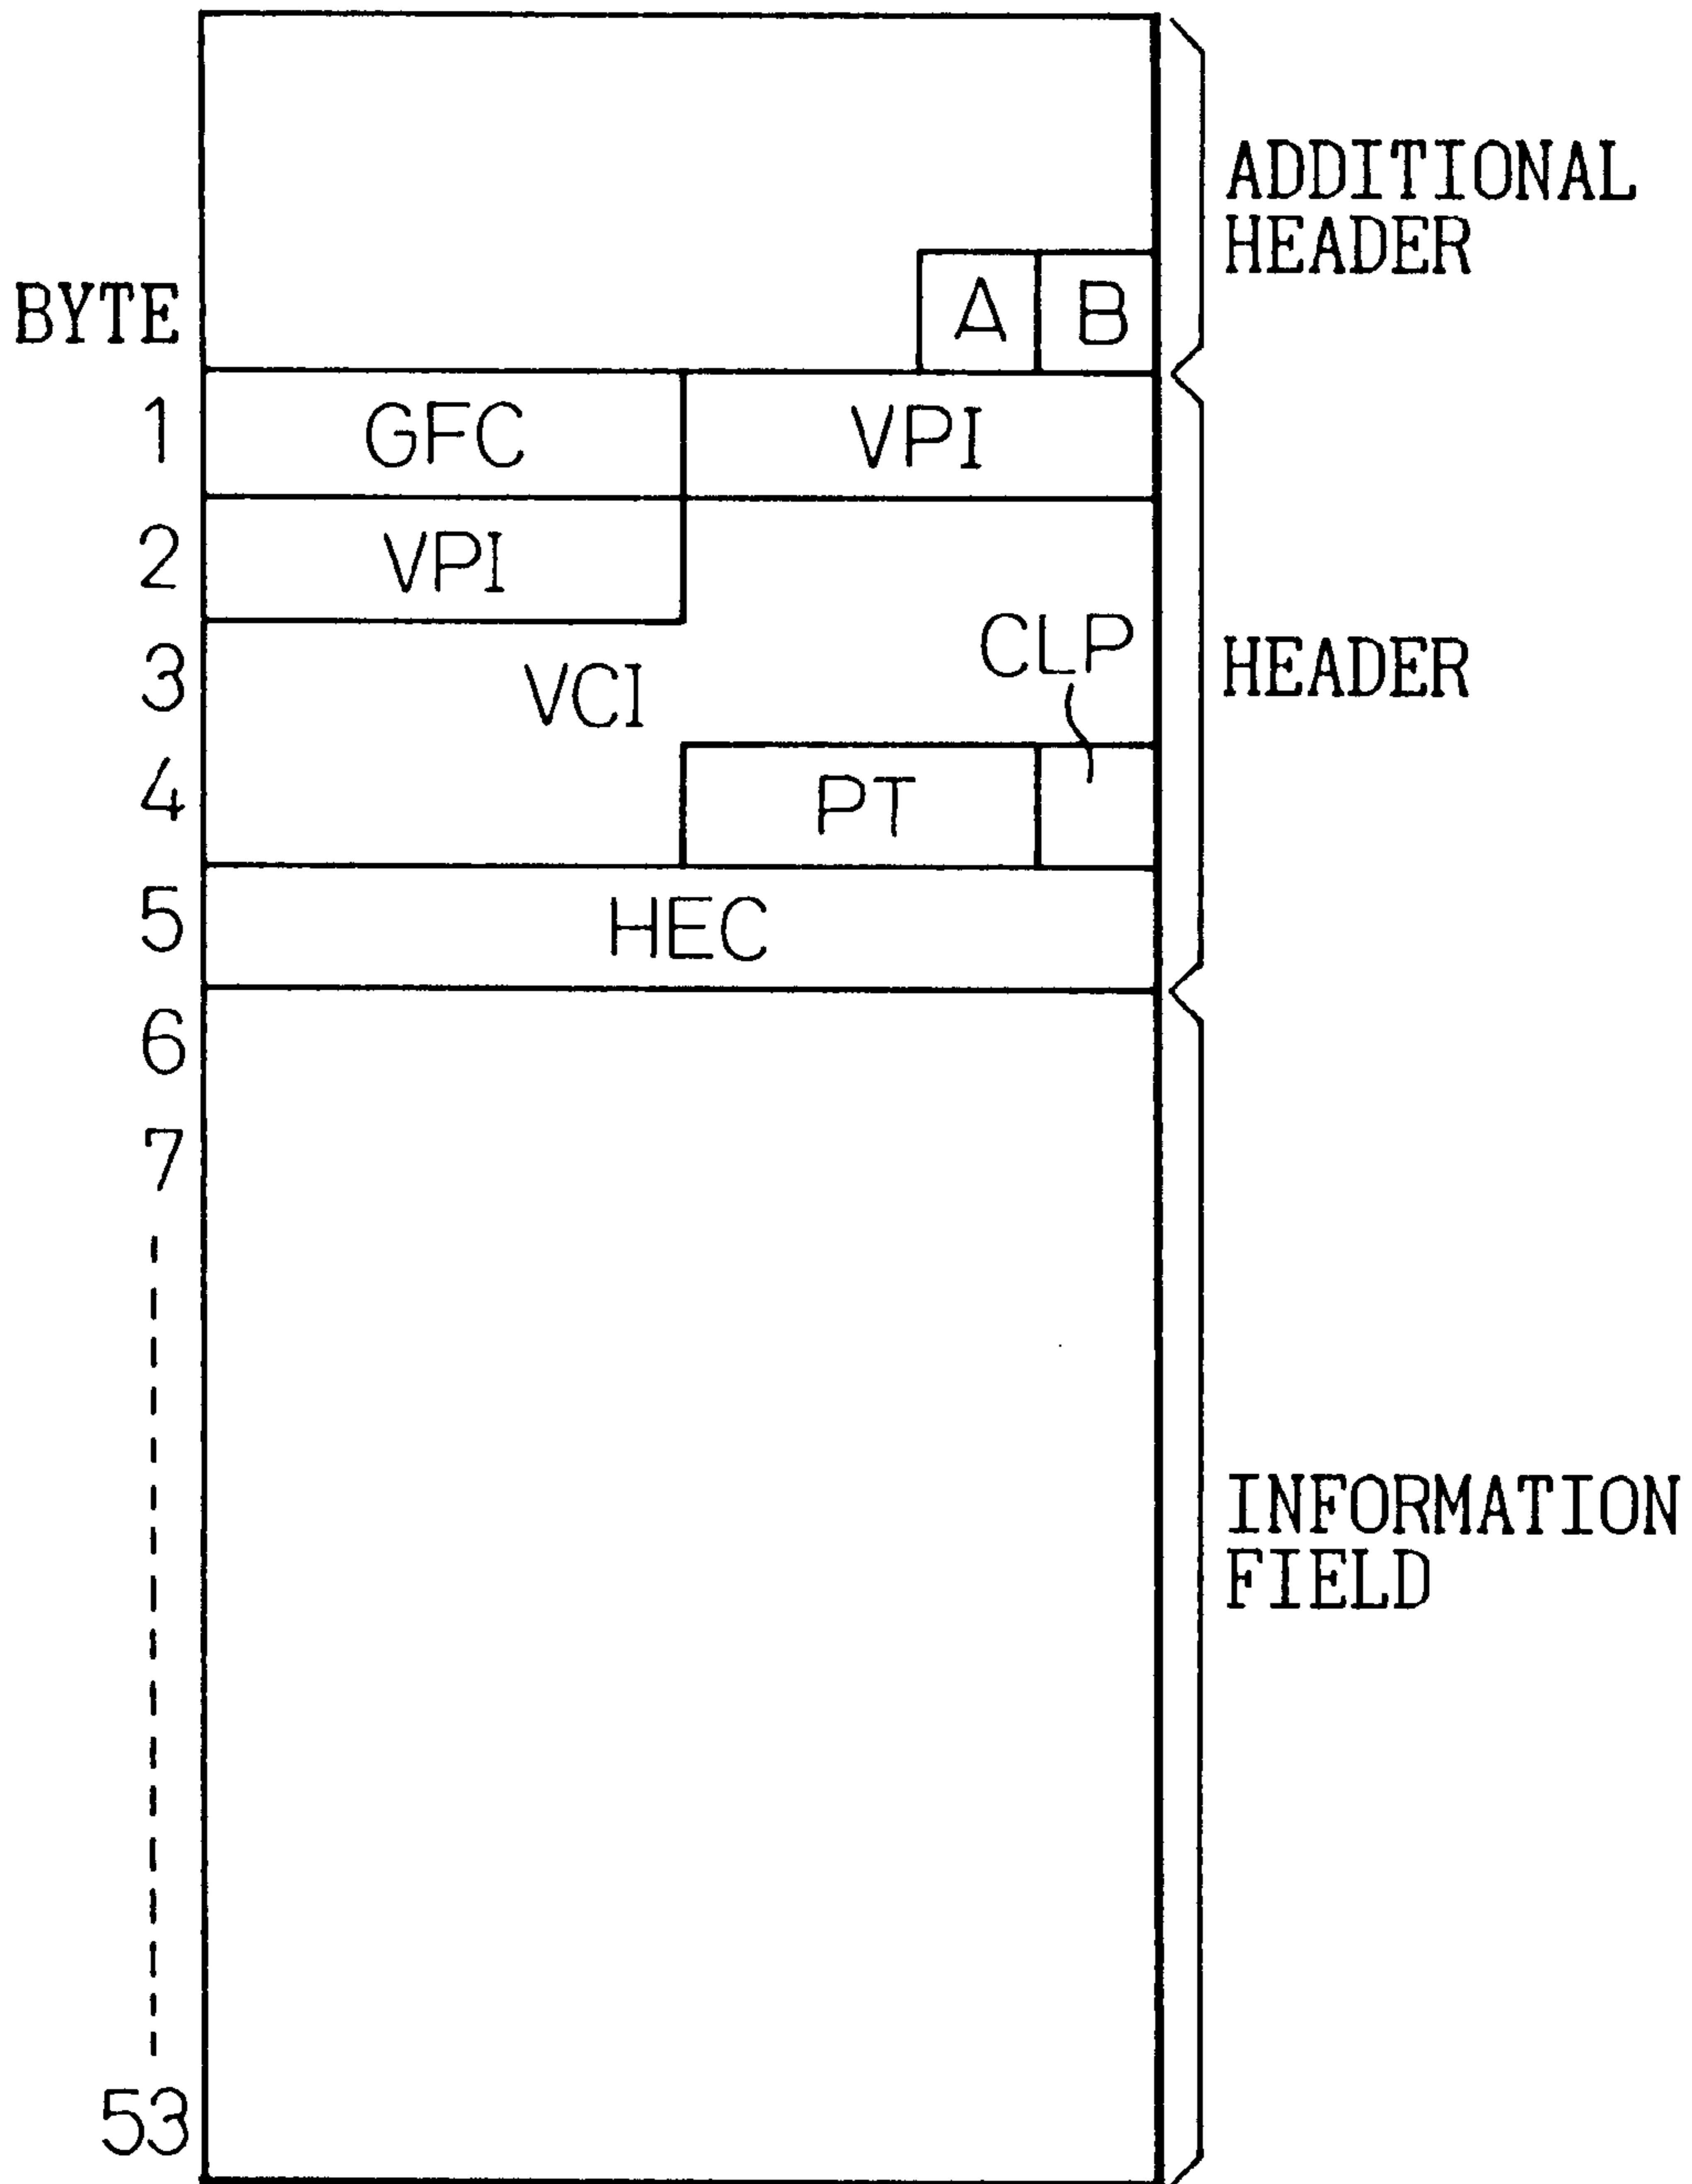 ADDITIONAL
HEADER
BYTE
A B
1 GFC VPI
2 VPI
CLP
3 VCI
HEADER
4 PT
5 HEC
6
7
INFORMATION
FIELD
53